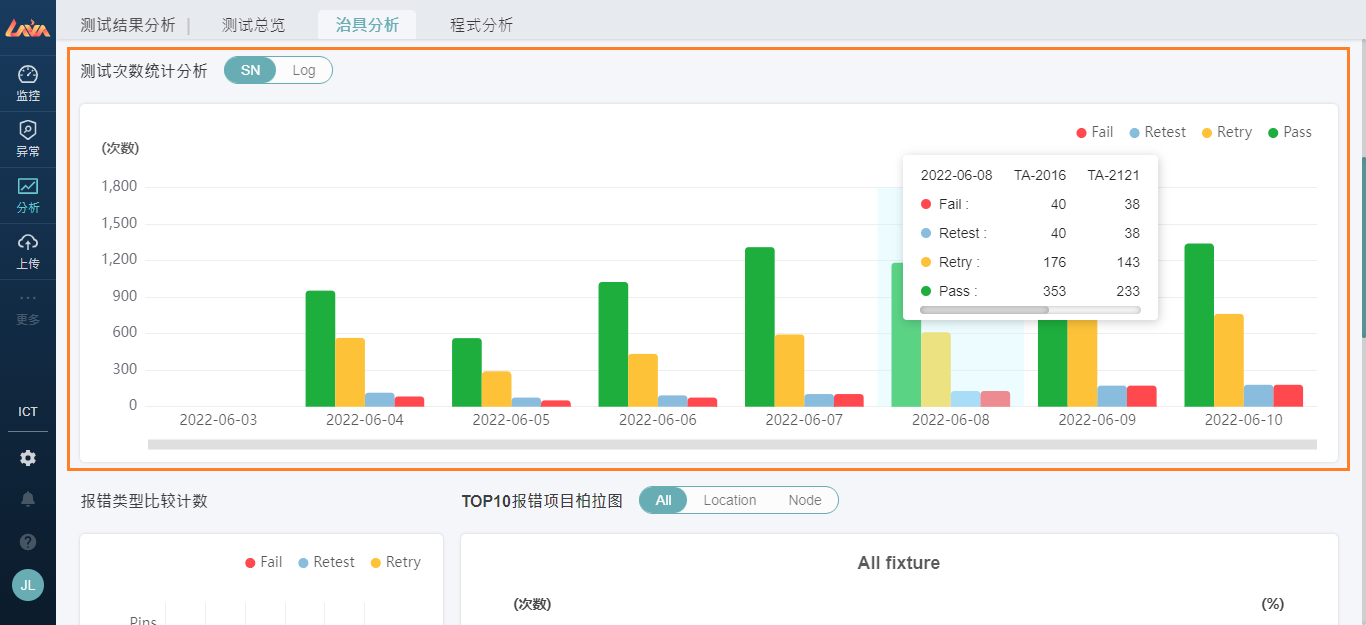 LAVA
测试结果分析 | 测试总览 治具分析 程式分析
监控
异常
分析
上传
更多
ICT
JL
测试次数统计分析 SN Log
Fail Retest Retry Pass
(次数)
1,800
1,500
1,200
900
600
300
0
2022-06-08 TA-2016 TA-2121
Fail : 40 38
Retest : 40 38
Retry : 176 143
Pass : 353 233
2022-06-03 2022-06-04 2022-06-05 2022-06-06 2022-06-07 2022-06-08 2022-06-09 2022-06-10
报错类型比较计数
Fail Retest Retry
Pins
TOP10报错项目柏拉图 All Location Node
All fixture
(次数) (%)